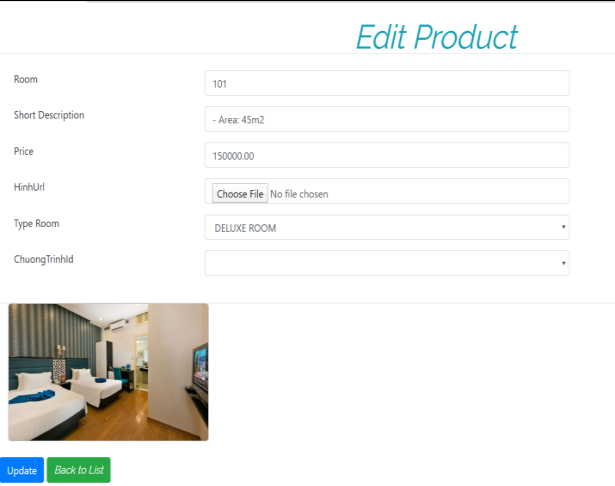 Edit Product
Room
101
Short Description
- Area: 45m2
Price
150000.00
HinhUrl
Choose File No file chosen
Type Room
DELUXE ROOM
ChuongTrinhId
Update Back to List